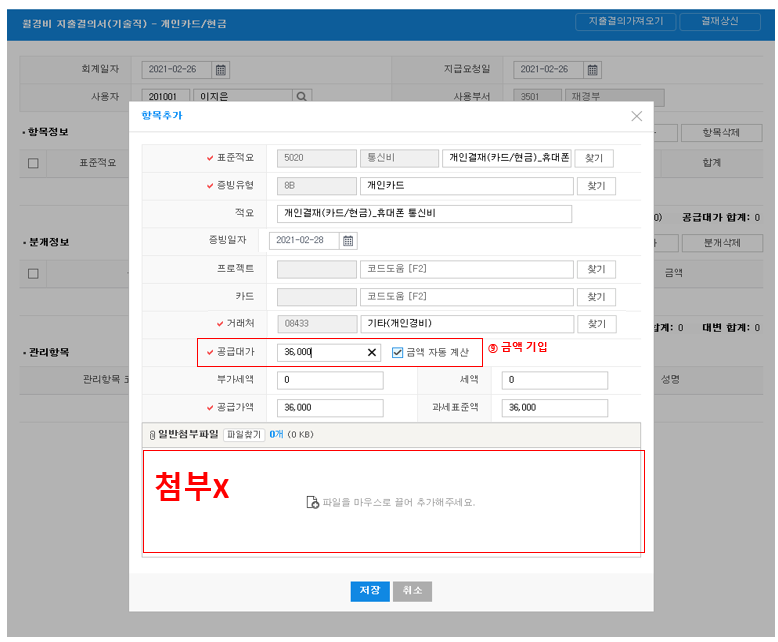 월경비 지출결의서(기술직) - 개인카드/현금 지출결의가져오기 결재상신
회계일자 2021-02-26 지급요청일 2021-02-26
사용자 201001 이지은 사용부서 3501 재경부
항목추가
• 항목정보 항목삭제
표준적요 합계
✔ 표준적요 5020 통신비 개인결재(카드/현금)_휴대폰 찾기
✔ 증빙유형 8B 개인카드 찾기
적요 개인결재(카드/현금)_휴대폰 통신비
0) 공급대가 합계: 0
• 분개정보 분개삭제
증빙일자 2021-02-28
프로젝트 코드도움 [F2] 찾기
금액
카드 코드도움 [F2] 찾기
✔ 거래처 08433 기타(개인경비) 찾기
합계: 0 대변 합계: 0
• 관리항목
✔ 공급대가 36,000 금액 자동 계산 ⑨ 금액 기입
관리항목 성명
부가세액 0 세액 0
✔ 공급가액 36,000 과세표준액 36,000
일반첨부파일 파일찾기 0개 (0 KB)
첨부X
파일을 마우스로 끌어 추가해주세요.
저장 취소